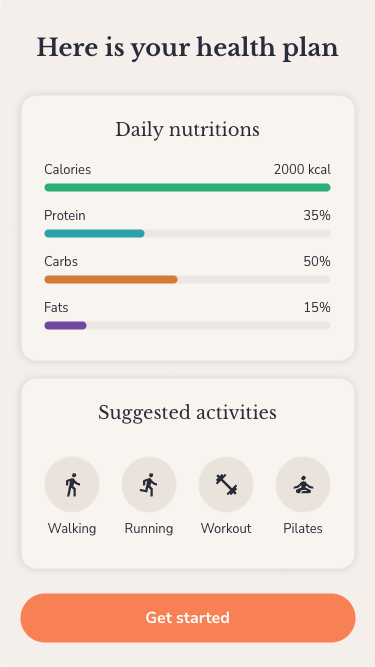 Here is your health plan
Daily nutritions
Calories 2000 kcal
Protein 35%
Carbs 50%
Fats 15%
Suggested activities
Walking Running Workout Pilates
Get started